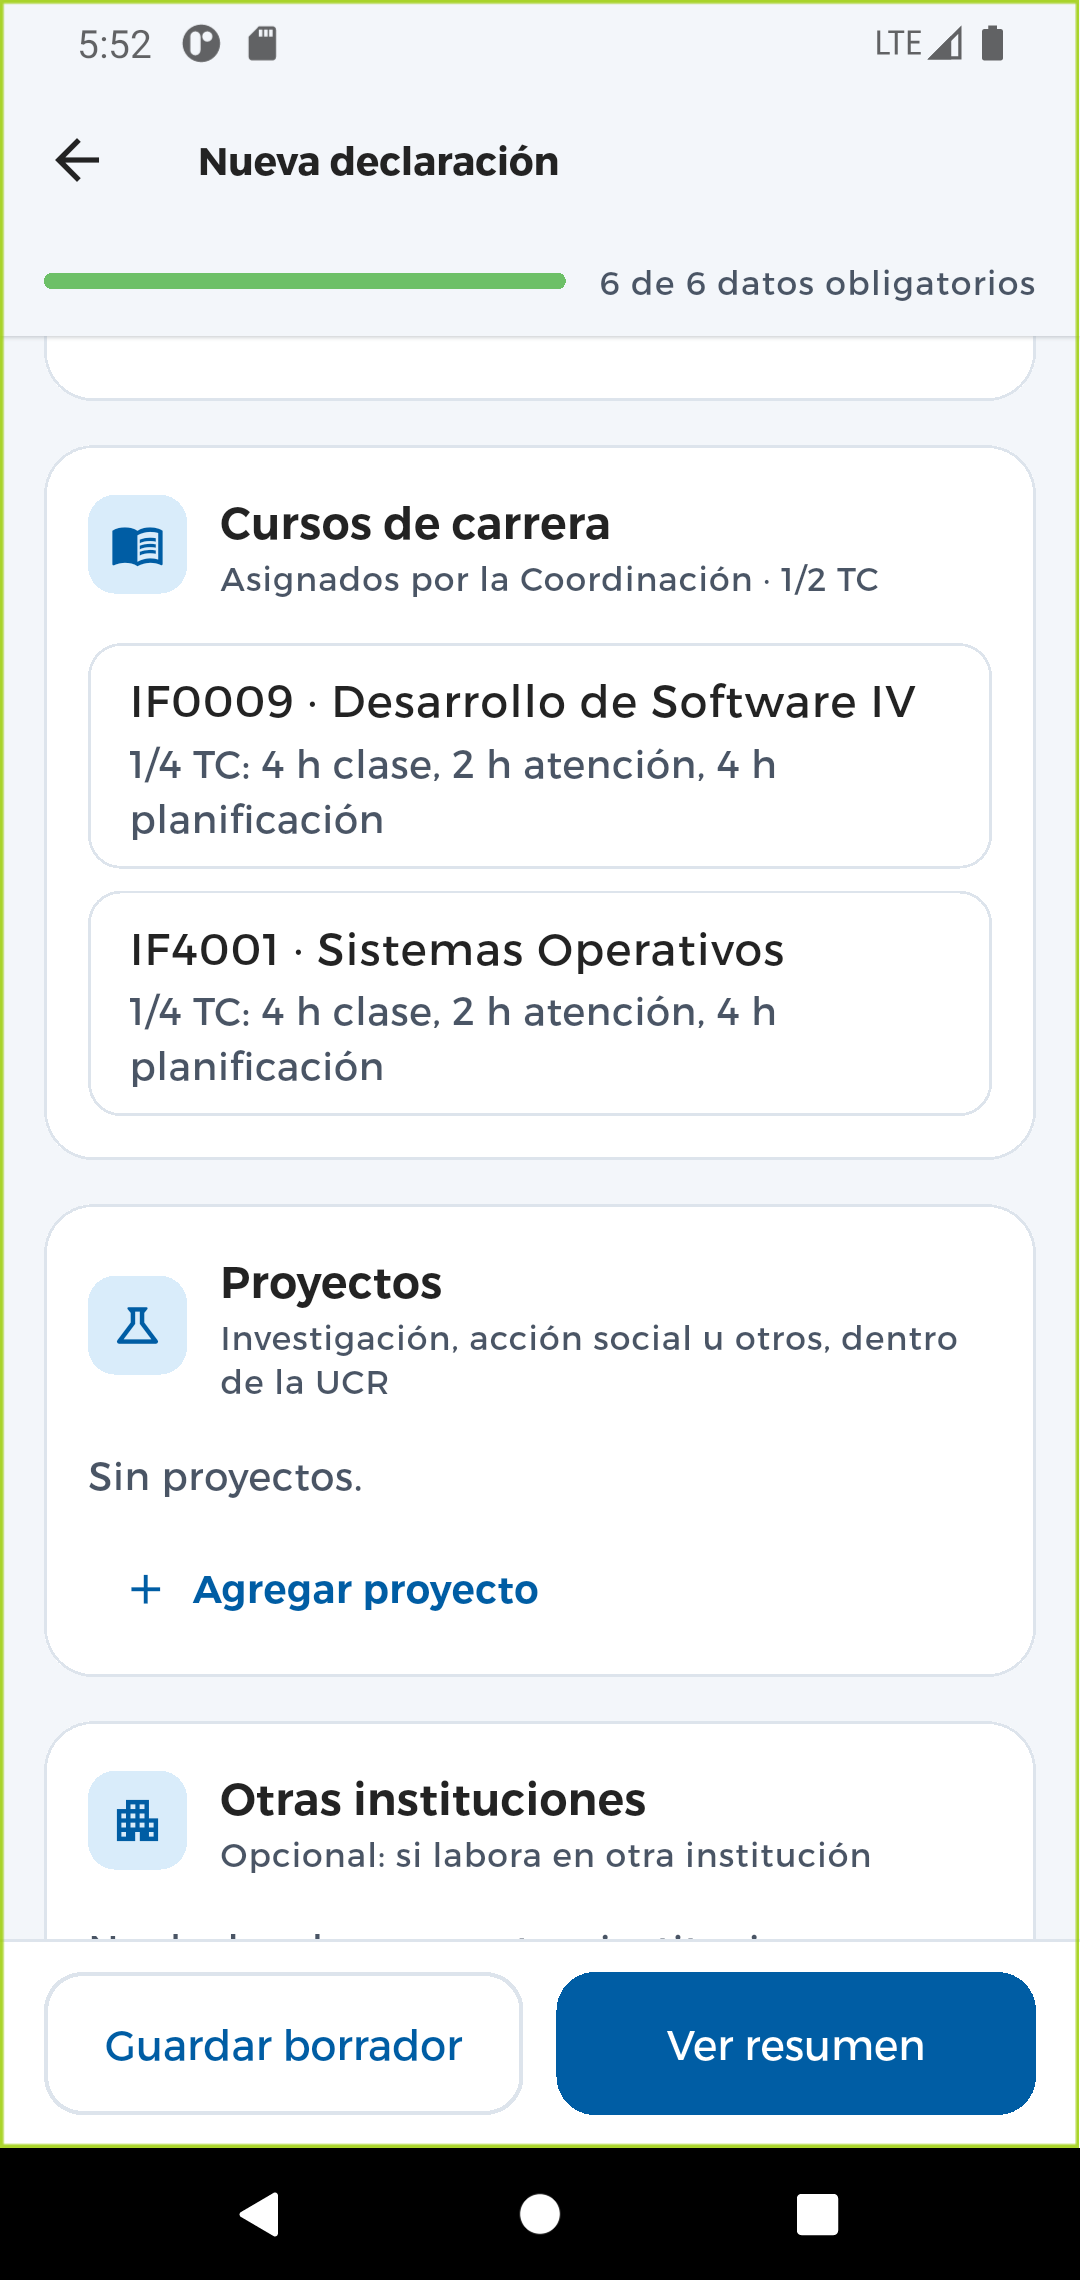 5:52
LTE
Nueva declaración
6 de 6 datos obligatorios
Cursos de carrera
Asignados por la Coordinación · 1/2 TC
IF0009 · Desarrollo de Software IV
1/4 TC: 4 h clase, 2 h atención, 4 h
planificación
IF4001 · Sistemas Operativos
1/4 TC: 4 h clase, 2 h atención, 4 h
planificación
Proyectos
Investigación, acción social u otros, dentro
de la UCR
Sin proyectos.
+ Agregar proyecto
Otras instituciones
Opcional: si labora en otra institución
Guardar borrador
Ver resumen